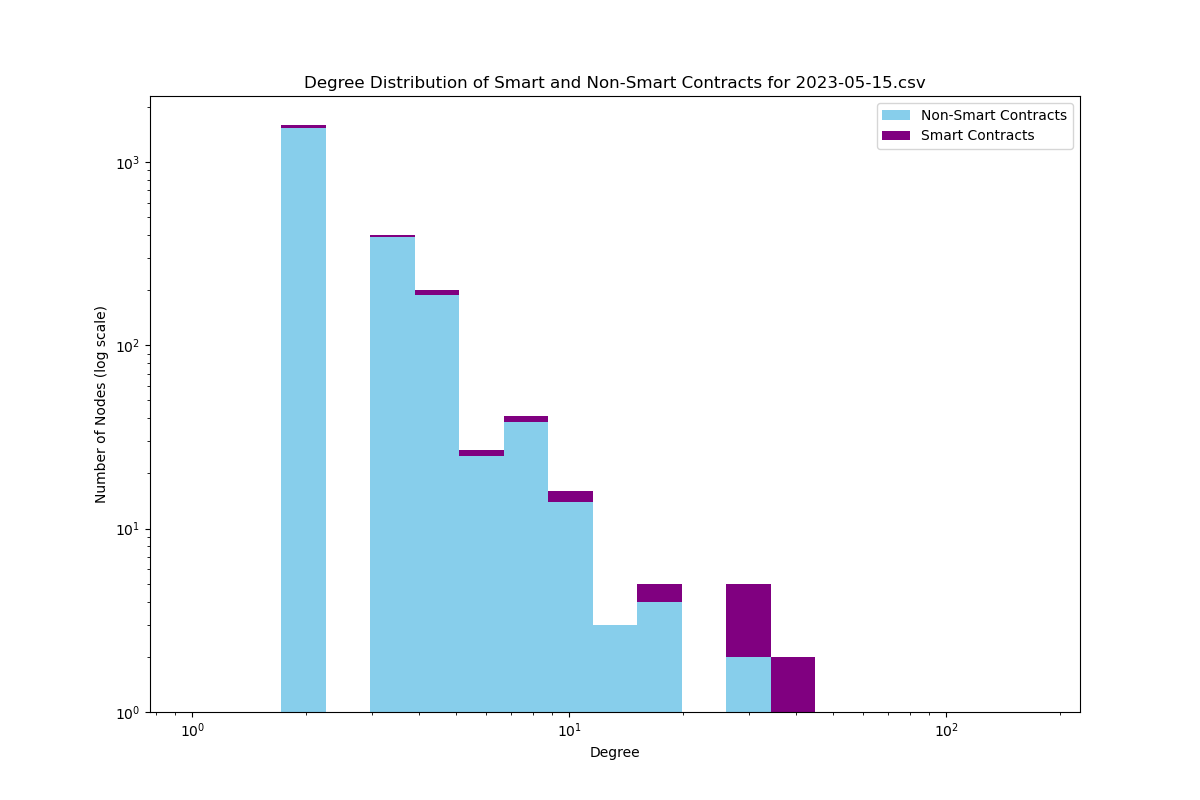 Degree Distribution of Smart and Non-Smart Contracts for 2023-05-15.csv
Non-Smart Contracts
Smart Contracts
Number of Nodes (log scale)
10³
10²
10¹
10⁰
10⁰ 10¹ 10²
Degree